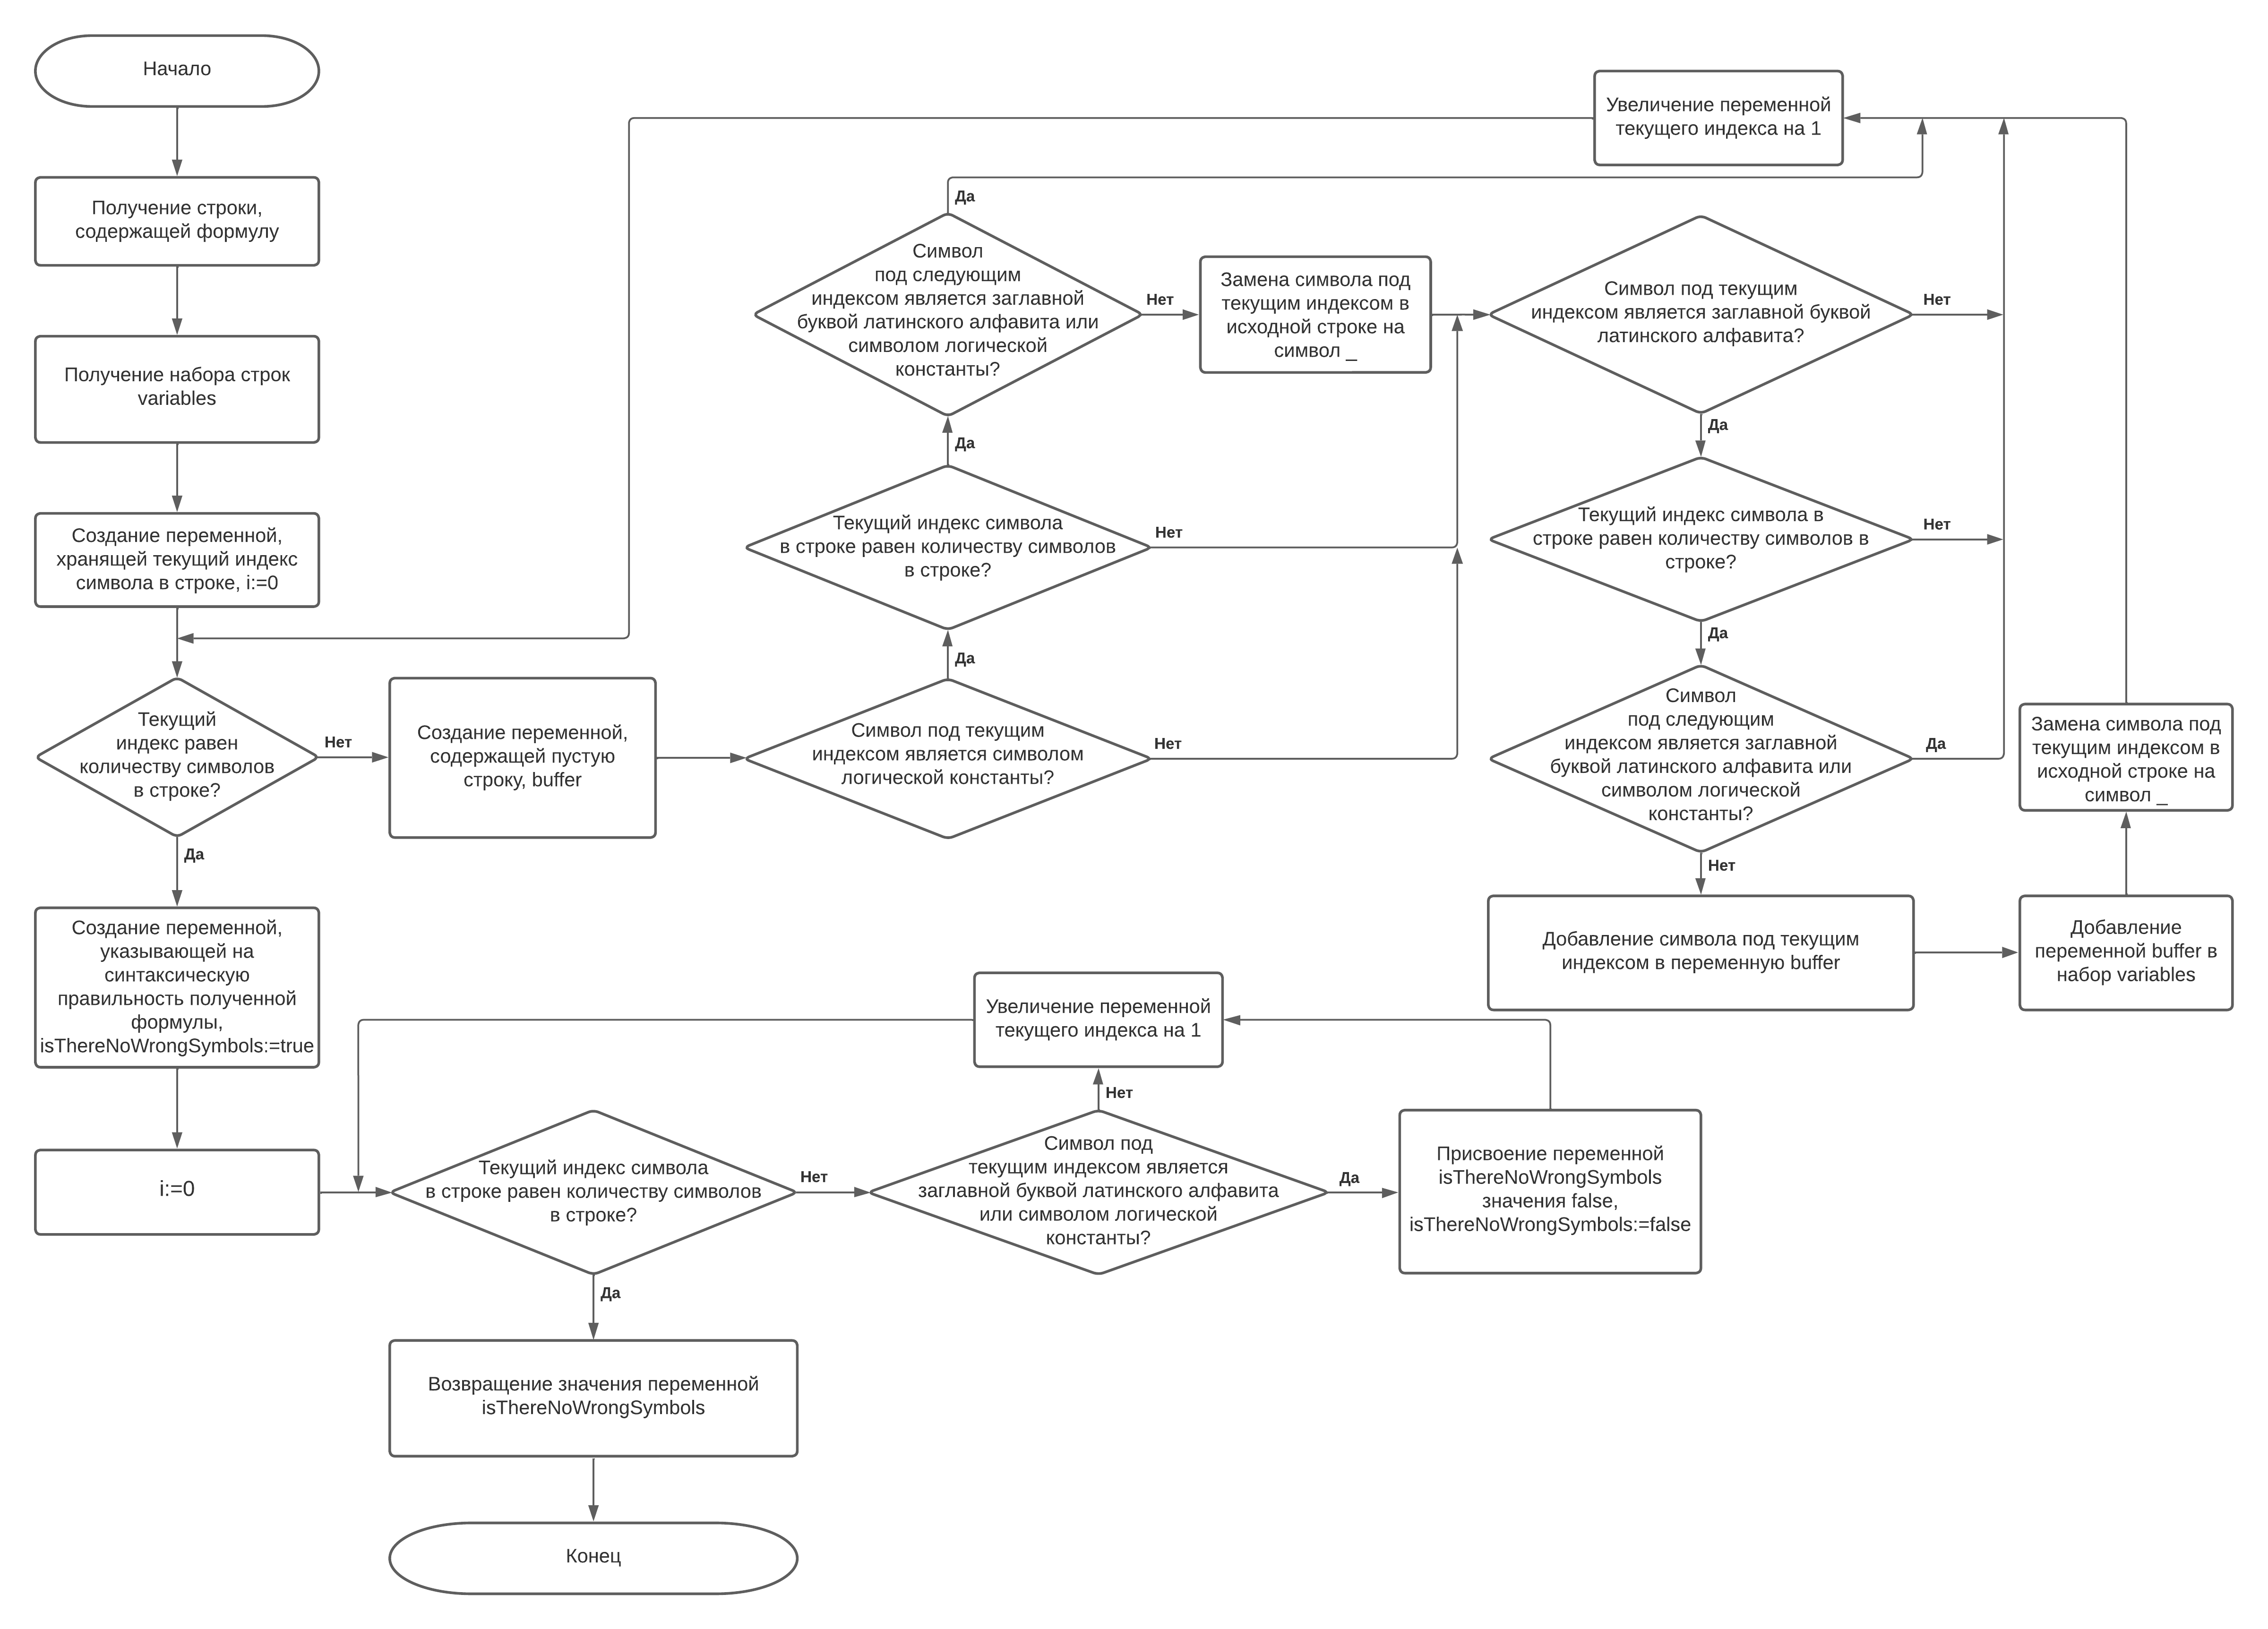 Начало
Получение строки,
содержащей формулу
Получение набора строк
variables
Создание переменной,
хранящей текущий индекс
символа в строке, i:=0
Текущий
индекс равен
количеству символов
в строке?
Нет
Да
Создание переменной,
содержащей пустую
строку, buffer
Символ под текущим
индексом является символом
логической константы?
Нет
Да
Текущий индекс символа
в строке равен количеству символов
в строке?
Нет
Да
Символ
под следующим
индексом является заглавной
буквой латинского алфавита или
символом логической
константы?
Да
Нет
Замена символа под
текущим индексом в
исходной строке на
символ _
Увеличение переменной
текущего индекса на 1
Символ под текущим
индексом является заглавной буквой
латинского алфавита?
Нет
Да
Текущий индекс символа в
строке равен количеству символов в
строке?
Нет
Да
Символ
под следующим
индексом является заглавной
буквой латинского алфавита или
символом логической
константы?
Да
Нет
Добавление символа под текущим
индексом в переменную buffer
Добавление
переменной buffer в
набор variables
Замена символа под
текущим индексом в
исходной строке на
символ _
Создание переменной,
указывающей на
синтаксическую
правильность полученной
формулы,
isThereNoWrongSymbols:=true
i:=0
Текущий индекс символа
в строке равен количеству символов
в строке?
Нет
Да
Символ под
текущим индексом является
заглавной буквой латинского алфавита
или символом логической
константы?
Нет
Да
Увеличение переменной
текущего индекса на 1
Присвоение переменной
isThereNoWrongSymbols
значения false,
isThereNoWrongSymbols:=false
Возвращение значения переменной
isThereNoWrongSymbols
Конец